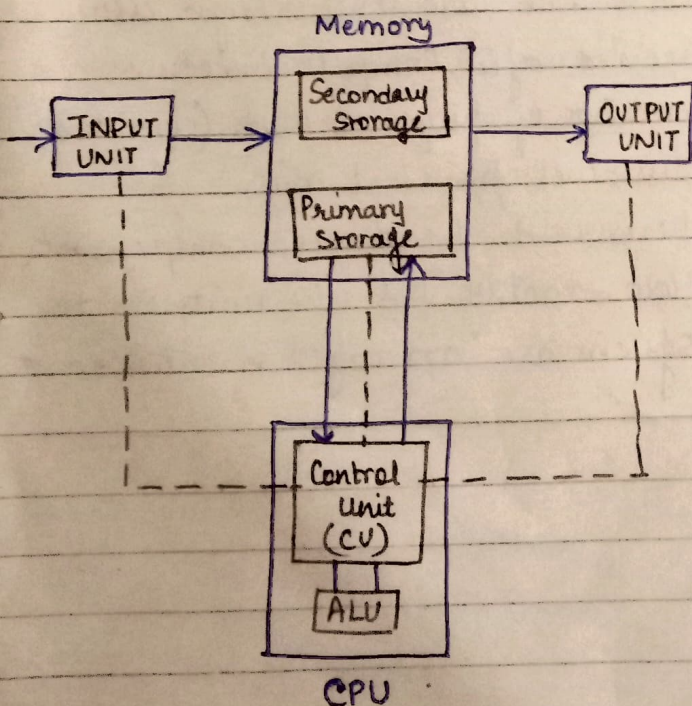 Memory
Secondary
Storage
INPUT
UNIT
OUTPUT
UNIT
Primary
Storage
Control
Unit
(CU)
ALU
CPU